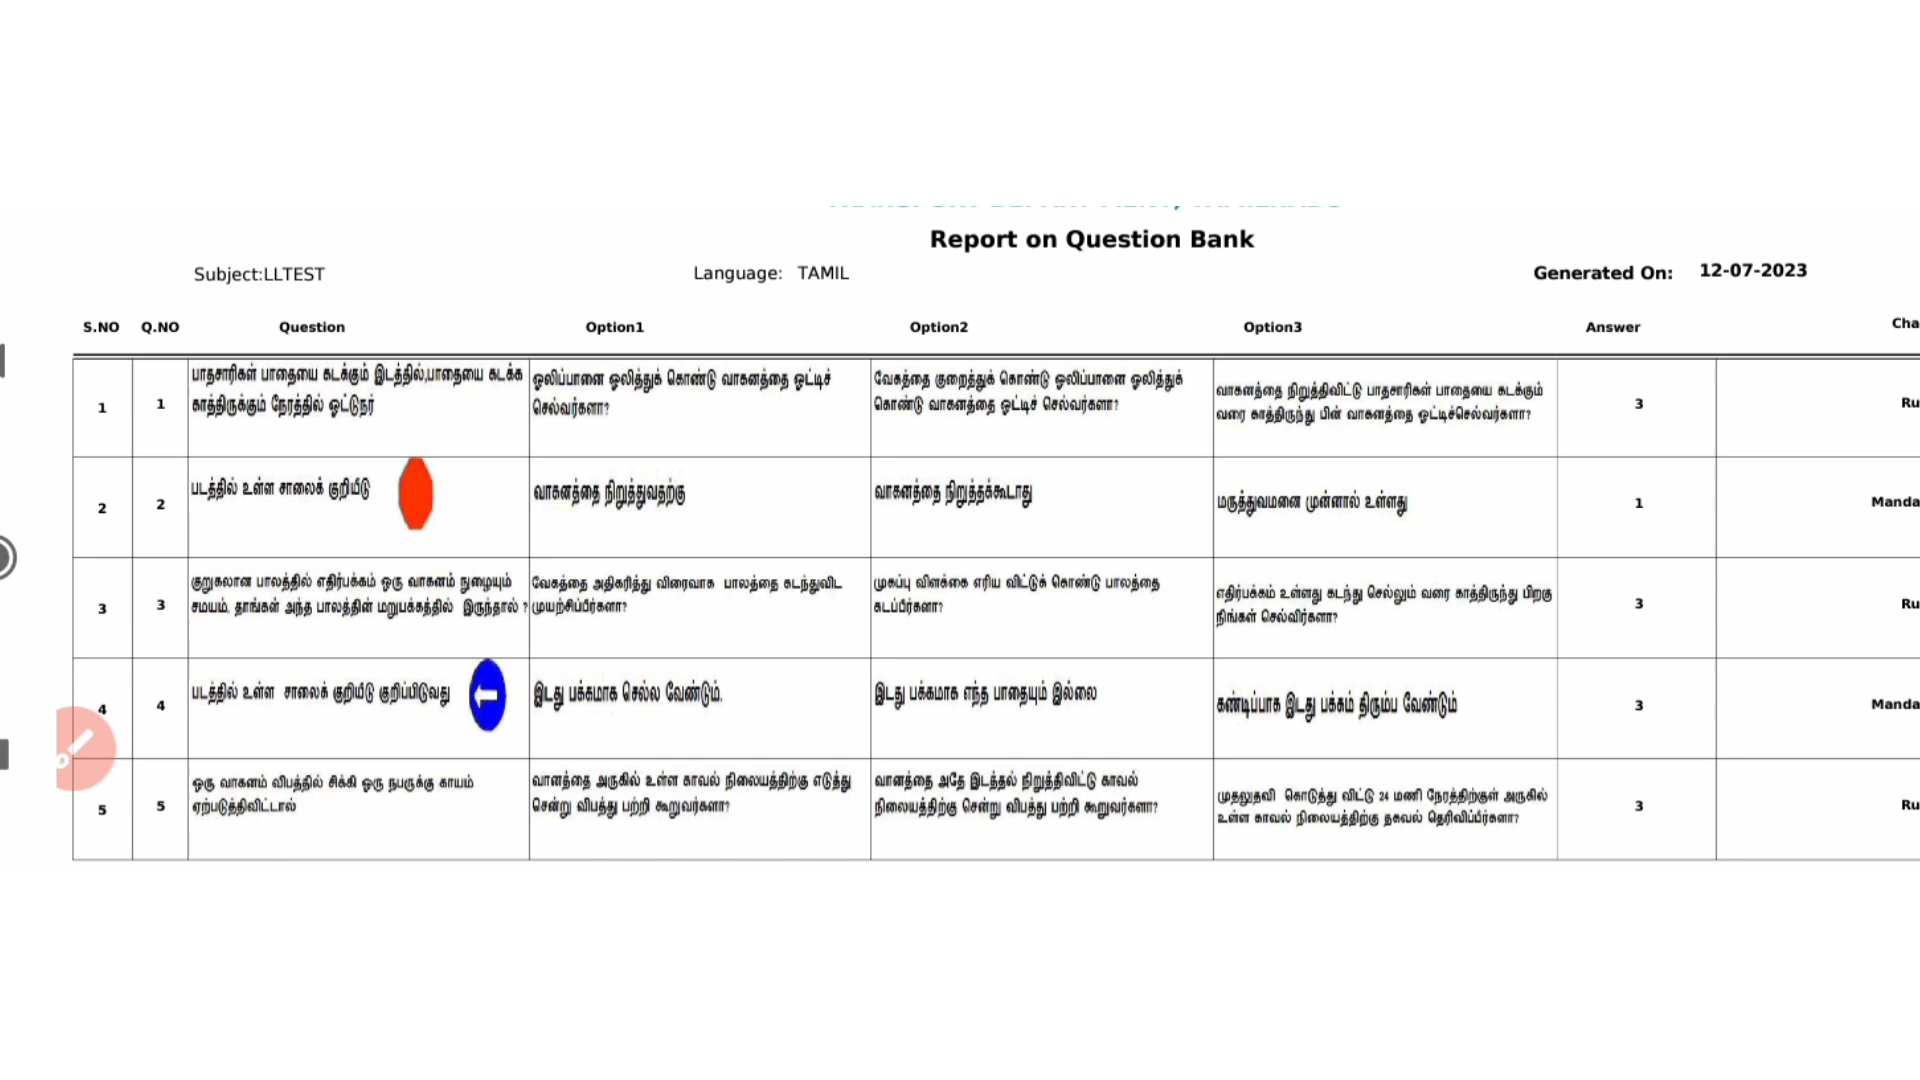 Report on Question Bank
Subject:LLTEST Language: TAMIL Generated On: 12-07-2023
S.NO Q.NO Question Option1 Option2 Option3 Answer Cha
1 1
பாதசாரிகள் பாதையை கடக்கும் இடத்தில்,பாதையை கடக்க
காத்திருக்கும் நேரத்தில் ஓட்டுநர்
ஒலிப்பானை ஒலித்துக் கொண்டு வாகனத்தை ஓட்டிச்
செல்வர்களா?
வேகத்தை குறைத்துக் கொண்டு ஒலிப்பானை ஒலித்துக்
கொண்டு வாகனத்தை ஓட்டிச் செல்வர்களா?
வாகனத்தை நிறுத்திவிட்டு பாதசாரிகள் பாதையை கடக்கும்
வரை காத்திருந்து பின் வாகனத்தை ஓட்டிச்செல்வர்களா?
3 Ru
2 2
படத்தில் உள்ள சாலைக் குறியீடு
வாகனத்தை நிறுத்துவதற்கு
வாகனத்தை நிறுத்தக்கூடாது
மருத்துவமனை முன்னால் உள்ளது
1 Manda
3 3
குறுகலான பாலத்தில் எதிர்பக்கம் ஒரு வாகனம் நுழையும்
சமயம், தாங்கள் அந்த பாலத்தின் மறுபக்கத்தில் இருந்தால் ?
வேகத்தை அதிகரித்து விரைவாக பாலத்தை கடந்துவிட
முயற்சிப்பீர்களா?
முகப்பு விளக்கை எரிய விட்டுக் கொண்டு பாலத்தை
கடப்பீர்களா?
எதிர்பக்கம் உள்ளது கடந்து செல்லும் வரை காத்திருந்து பிறகு
நீங்கள் செல்விர்களா?
3 Ru
4 4
படத்தில் உள்ள சாலைக் குறியீடு குறிப்பிடுவது
இடது பக்கமாக செல்ல வேண்டும்.
இடது பக்கமாக எந்த பாதையும் இல்லை
கண்டிப்பாக இடது பக்கம் திரும்ப வேண்டும்
3 Manda
5 5
ஒரு வாகனம் விபத்தில் சிக்கி ஒரு நபருக்கு காயம்
ஏற்படுத்திவிட்டால்
வானத்தை அருகில் உள்ள காவல் நிலையத்திற்கு எடுத்து
சென்று விபத்து பற்றி கூறுவர்களா?
வானத்தை அதே இடத்தல் நிறுத்திவிட்டு காவல்
நிலையத்திற்கு சென்று விபத்து பற்றி கூறுவர்களா?
முதலுதவி கொடுத்து விட்டு 24 மணி நேரத்திற்குள் அருகில்
உள்ள காவல் நிலையத்திற்கு தகவல் தெரிவிப்பீர்களா?
3 Ru